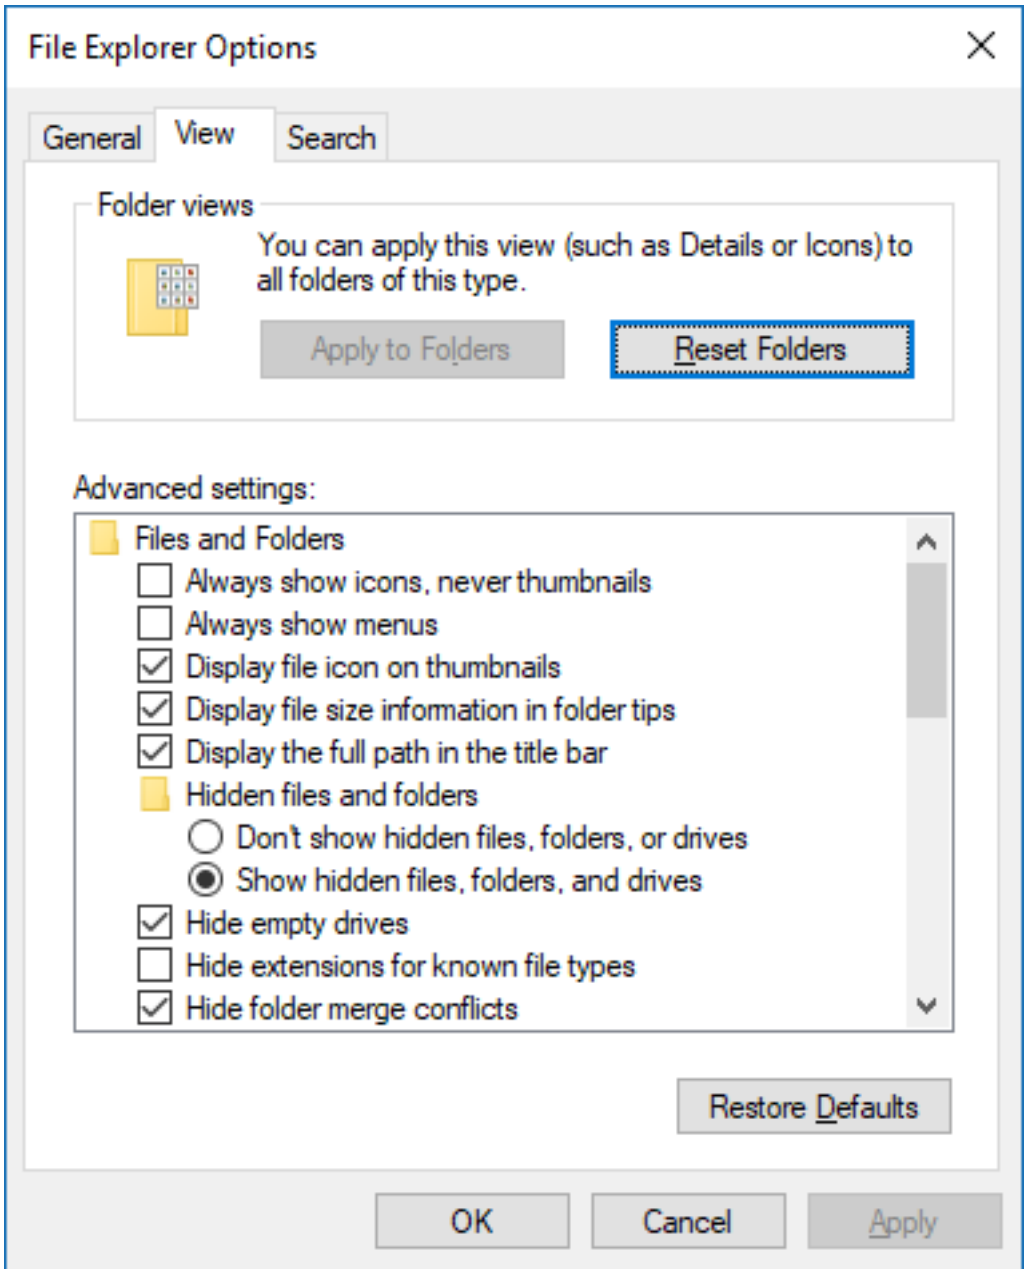 File Explorer Options
General
View
Search
Folder views
You can apply this view (such as Details or Icons) to
all folders of this type.
Apply to Folders
Reset Folders
Advanced settings:
Files and Folders
Always show icons, never thumbnails
Always show menus
Display file icon on thumbnails
Display file size information in folder tips
Display the full path in the title bar
Hidden files and folders
Don't show hidden files, folders, or drives
Show hidden files, folders, and drives
Hide empty drives
Hide extensions for known file types
Hide folder merge conflicts
Restore Defaults
OK
Cancel
Apply